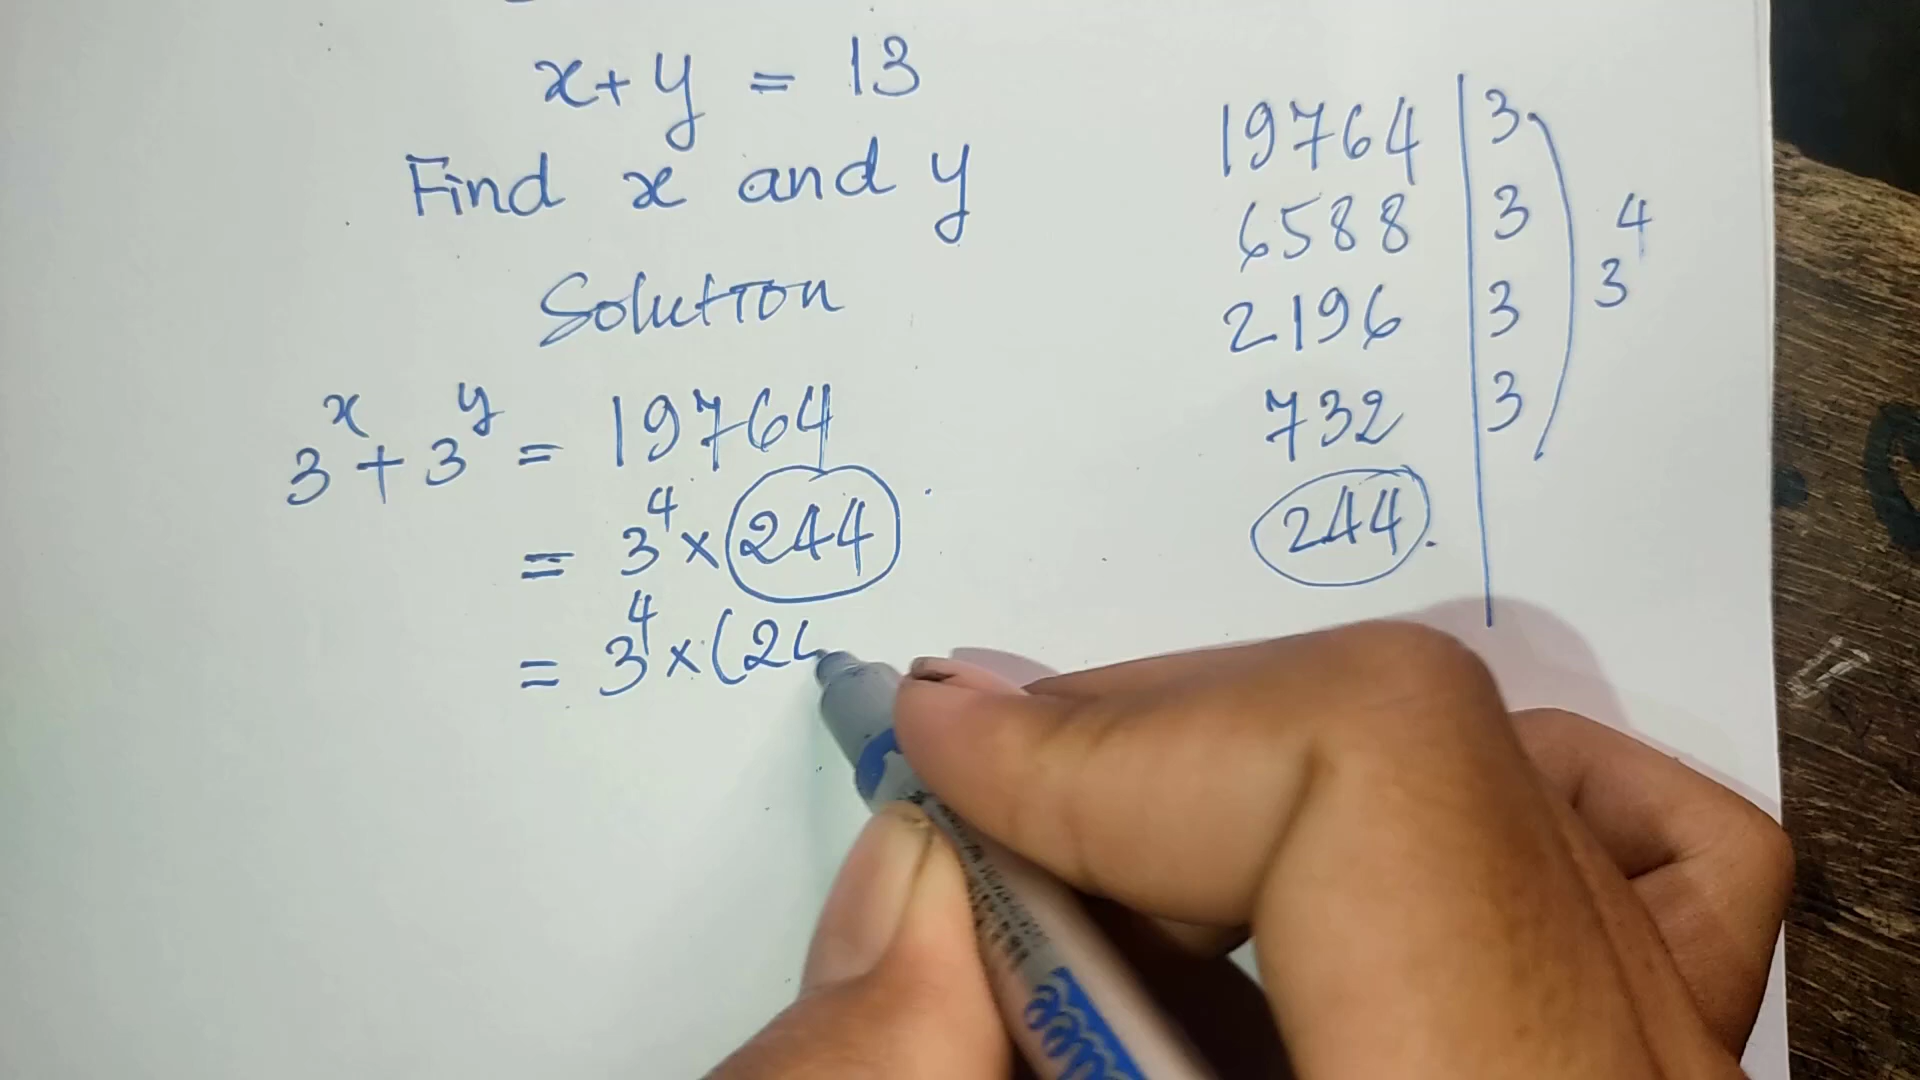 x+y = 13
Find x and y
Solution
3^x + 3^y = 19764
= 3^4 × 244
= 3^4 × (24
19764 | 3
6588 | 3
2196 | 3
732 | 3
244.
3^4